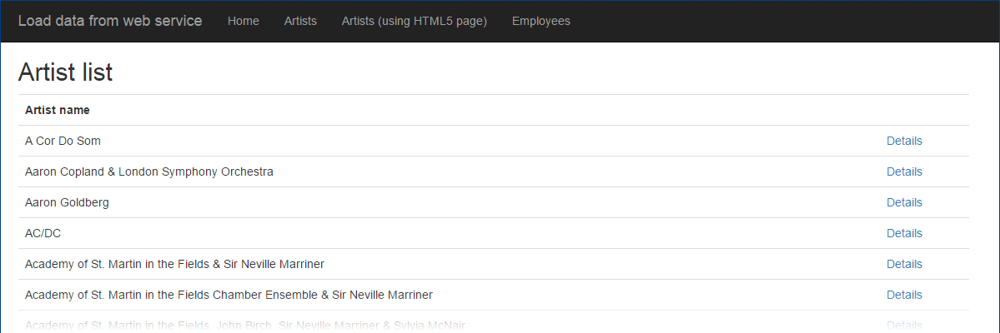 Load data from web service Home Artists Artists (using HTML5 page) Employees
Artist list
Artist name
A Cor Do Som Details
Aaron Copland & London Symphony Orchestra Details
Aaron Goldberg Details
AC/DC Details
Academy of St. Martin in the Fields & Sir Neville Marriner Details
Academy of St. Martin in the Fields Chamber Ensemble & Sir Neville Marriner Details
Academy of St. Martin in the Fields, John Birch, Sir Neville Marriner & Sylvia McNair Details